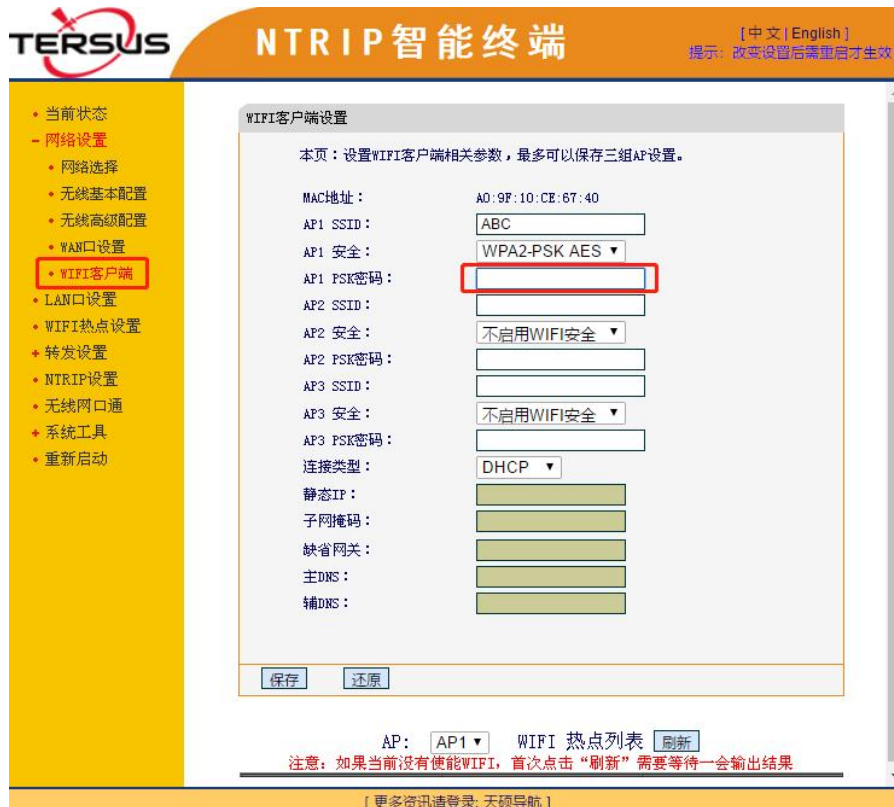 TERSUS
NTRIP智能终端
[中文|English]
提示：改变设置后需重启才生效
当前状态
网络设置
网络选择
无线基本配置
无线高级配置
WAN口设置
WIFI客户端
LAN口设置
WIFI热点设置
转发设置
NTRIP设置
无线网口通
系统工具
重新启动
WIFI客户端设置
本页：设置WIFI客户端相关参数，最多可以保存三组AP设置。
MAC地址： A0:9F:10:CE:67:40
AP1 SSID： ABC
AP1 安全： WPA2-PSK AES
AP1 PSK密码：
AP2 SSID：
AP2 安全： 不启用WIFI安全
AP2 PSK密码：
AP3 SSID：
AP3 安全： 不启用WIFI安全
AP3 PSK密码：
连接类型： DHCP
静态IP：
子网掩码：
缺省网关：
主DNS：
辅DNS：
保存 还原
AP: AP1 WIFI 热点列表 刷新
注意：如果当前没有使能WIFI，首次点击“刷新”需要等待一会输出结果
[ 更多资讯请登录: 天硕导航 ]